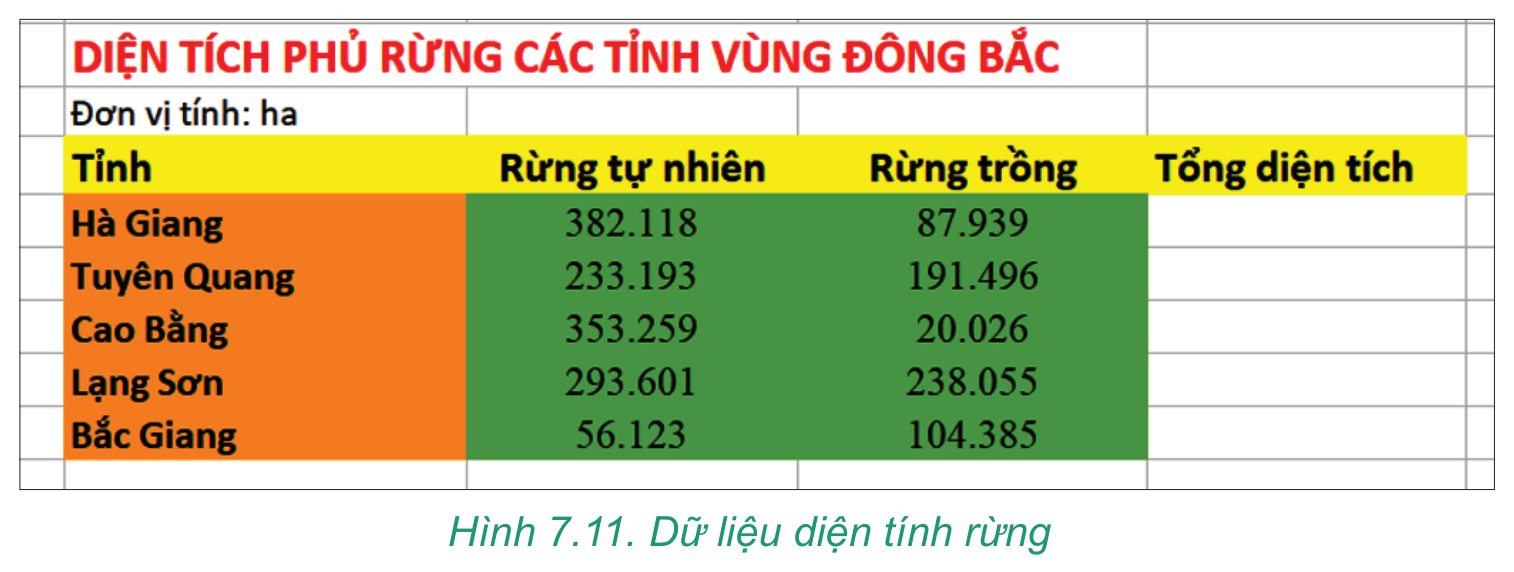 DIỆN TÍCH PHỦ RỪNG CÁC TỈNH VÙNG ĐÔNG BẮC
Đơn vị tính: ha
Tỉnh Rừng tự nhiên Rừng trồng Tổng diện tích
Hà Giang 382.118 87.939
Tuyên Quang 233.193 191.496
Cao Bằng 353.259 20.026
Lạng Sơn 293.601 238.055
Bắc Giang 56.123 104.385
Hình 7.11. Dữ liệu diện tính rừng